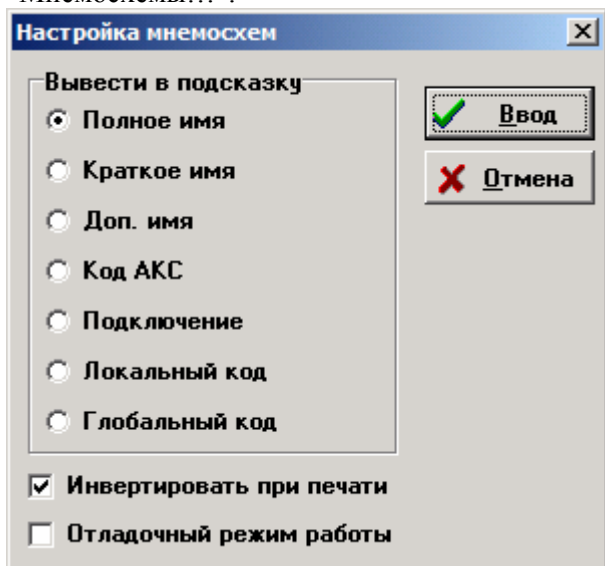 Мнемосхемы…".
Настройка мнемосхем
Вывести в подсказку
Полное имя
Краткое имя
Доп. имя
Код АКС
Подключение
Локальный код
Глобальный код
Ввод
Отмена
Инвертировать при печати
Отладочный режим работы